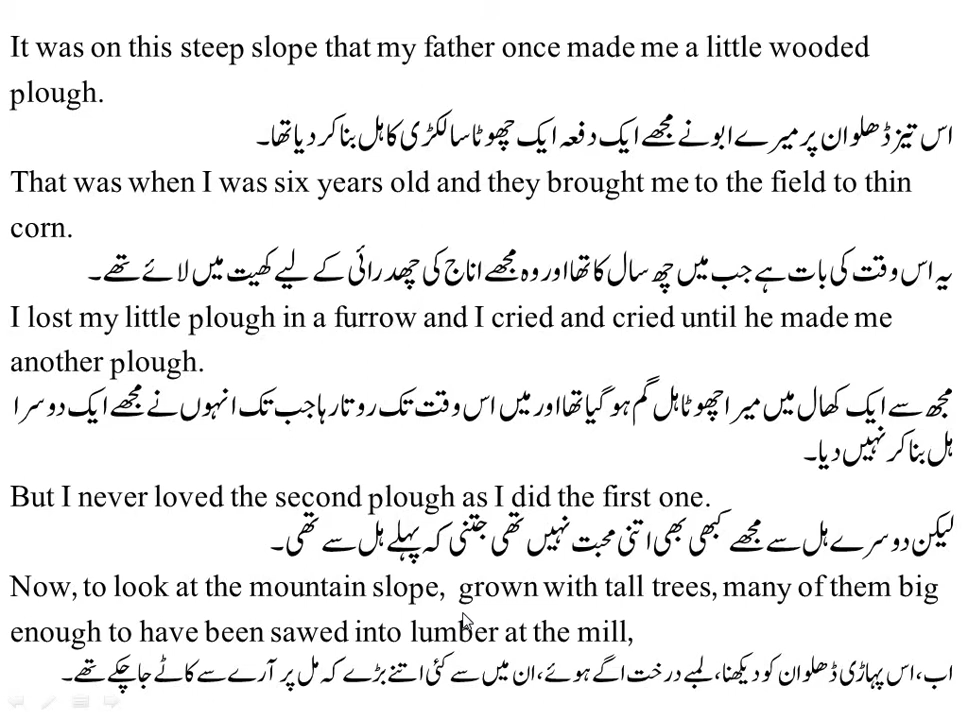 It was on this steep slope that my father once made me a little wooded
plough.
اس تیز ڈھلوان پر میرے ابو نے مجھے ایک دفعہ ایک چھوٹا سا لکڑی کا ہل بنا کر دیا تھا۔
That was when I was six years old and they brought me to the field to thin
corn.
یہ اس وقت کی بات ہے جب میں چھ سال کا تھا اور وہ مجھے اناج کی چھدرائی کے لیے کھیت میں لائے تھے۔
I lost my little plough in a furrow and I cried and cried until he made me
another plough.
مجھ سے ایک کھال میں میرا چھوٹا ہل گم ہو گیا تھا اور میں اس وقت تک روتا رہا جب تک انہوں نے مجھے ایک دوسرا
ہل بنا کر نہیں دیا۔
But I never loved the second plough as I did the first one.
لیکن دوسرے ہل سے مجھے کبھی بھی اتنی محبت نہیں تھی جتنی کہ پہلے ہل سے تھی۔
Now, to look at the mountain slope, grown with tall trees, many of them big
enough to have been sawed into lumber at the mill,
اب، اس پہاڑی ڈھلوان کو دیکھنا، لمبے درخت اگے ہوئے، ان میں سے کئی اتنے بڑے کہ مل پر آرے سے کاٹے جا چکے تھے۔